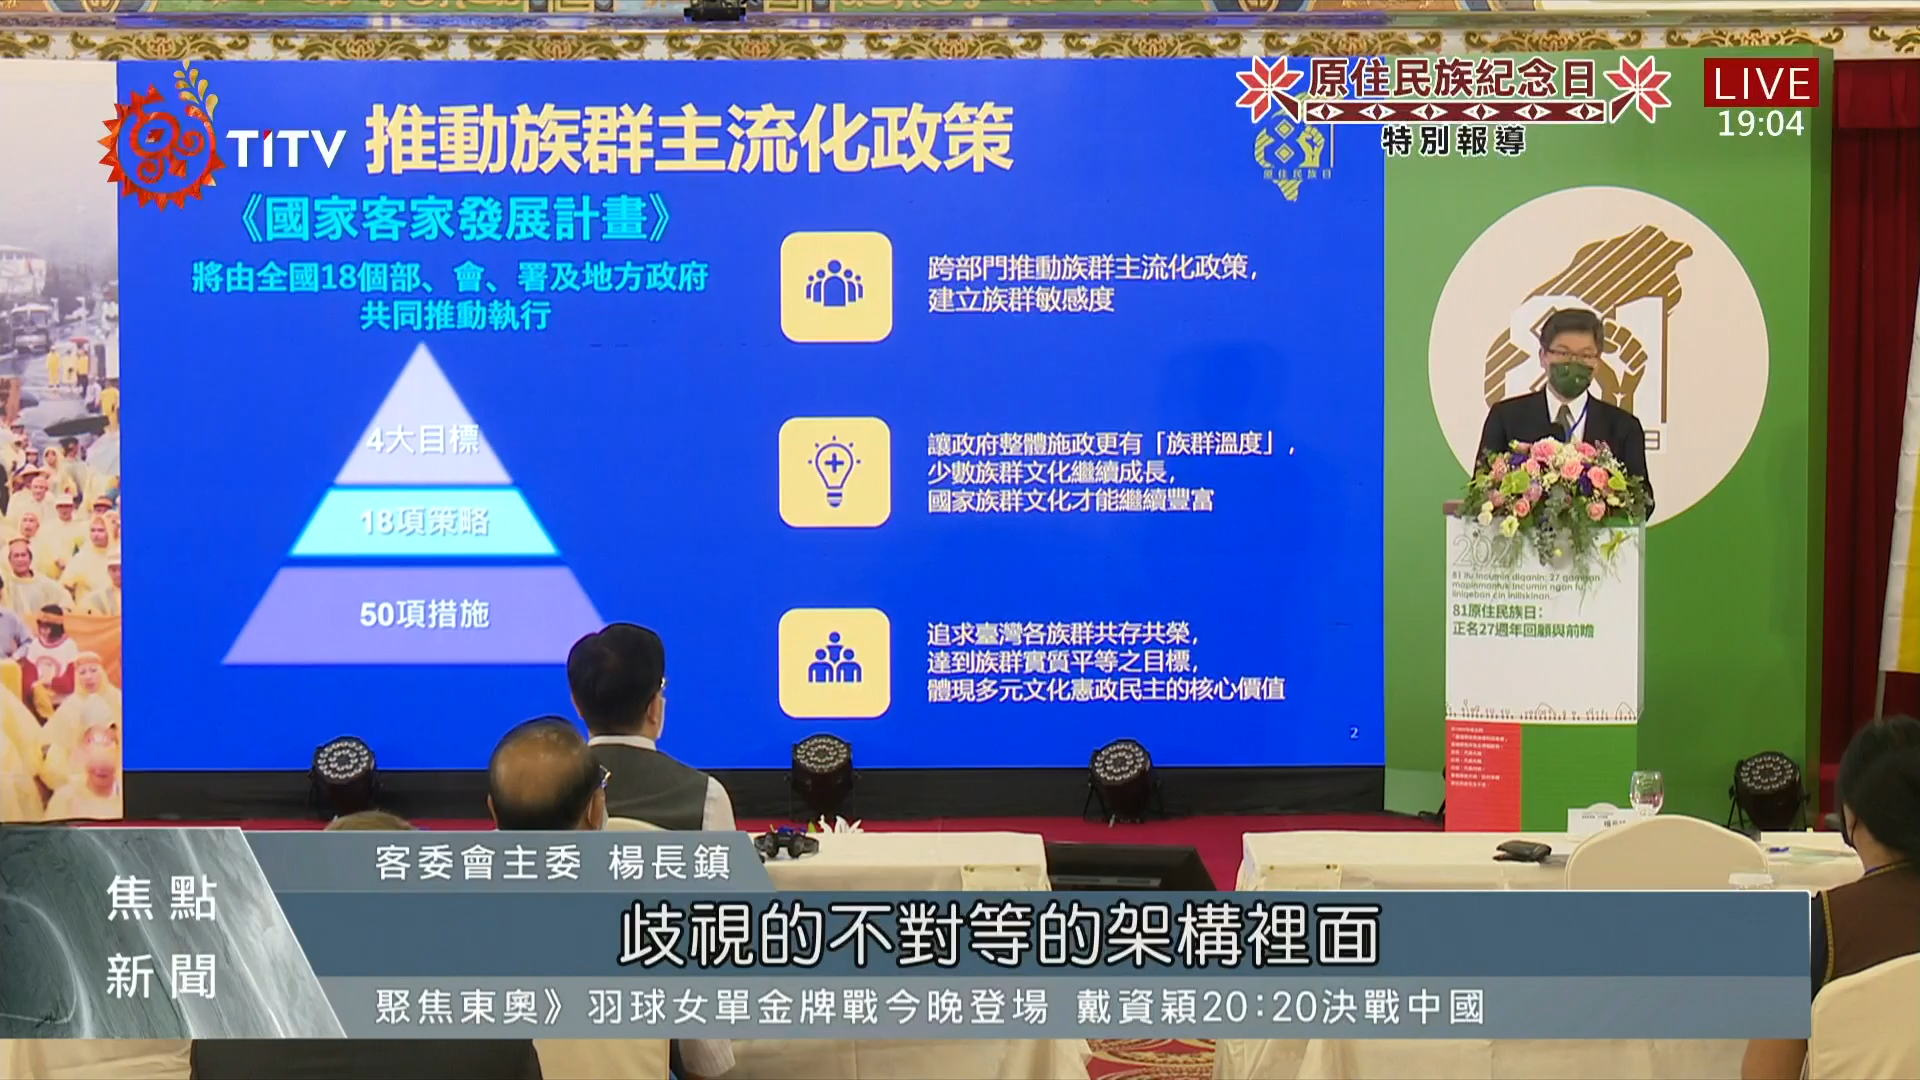 TiTV
推動族群主流化政策
原住民族紀念日
特別報導
LIVE
19:04
原住民族日
《國家客家發展計畫》
將由全國18個部、會、署及地方政府
共同推動執行
4大目標
18項策略
50項措施
跨部門推動族群主流化政策,
建立族群敏感度
讓政府整體施政更有「族群溫度」,
少數族群文化繼續成長,
國家族群文化才能繼續豐富
追求臺灣各族群共存共榮,
達到族群實質平等之目標,
體現多元文化憲政民主的核心價值
2
81
日
2021
81原住民族日:
正名27週年回顧與前瞻
焦點
新聞
客委會主委 楊長鎮
歧視的不對等的架構裡面
聚焦東奧》羽球女單金牌戰今晚登場 戴資穎20:20決戰中國